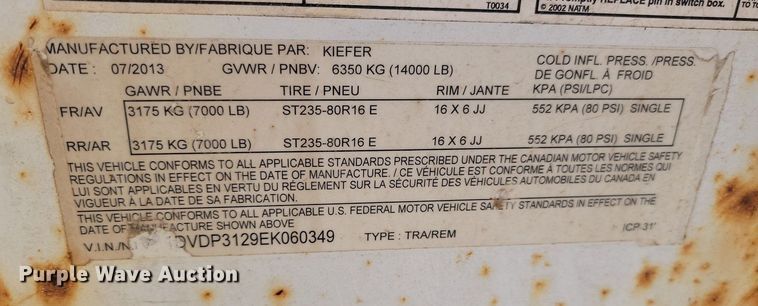 T0034
© 2002 NATM
REPLACE pin in switch box.
MANUFACTURED BY/FABRIQUE PAR: KIEFER
DATE : 07/2013 GVWR / PNBV: 6350 KG (14000 LB)
COLD INFL. PRESS. /PRESS.
DE GONFL. À FROID
GAWR / PNBE TIRE / PNEU RIM / JANTE KPA (PSI/LPC)
FR/AV 3175 KG (7000 LB) ST235-80R16 E 16 X 6 JJ 552 KPA (80 PSI) SINGLE
RR/AR 3175 KG (7000 LB) ST235-80R16 E 16 X 6 JJ 552 KPA (80 PSI) SINGLE
THIS VEHICLE CONFORMS TO ALL APPLICABLE STANDARDS PRESCRIBED UNDER THE CANADIAN MOTOR VEHICLE SAFETY
REGULATIONS IN EFFECT ON THE DATE OF MANUFACTURE. / CE VÉHICULE EST CONFORME À TOUTES LES NORMES QUI
LUI SONT APPLICABLES EN VERTU DU RÈGLEMENT SUR LA SÉCURITÉ DES VÉHICULES AUTOMOBILES DU CANADA EN
VIGUEUR À LA DATE DE SA FABRICATION.
THIS VEHICLE CONFORMS TO ALL APPLICABLE U.S. FEDERAL MOTOR VEHICLE SAFETY STANDARDS IN EFFECT ON THE
DATE OF MANUFACTURE SHOWN ABOVE
V.I.N./ DVDP3129EK060349 TYPE : TRA/REM ICP 31'
Purple Wave Auction